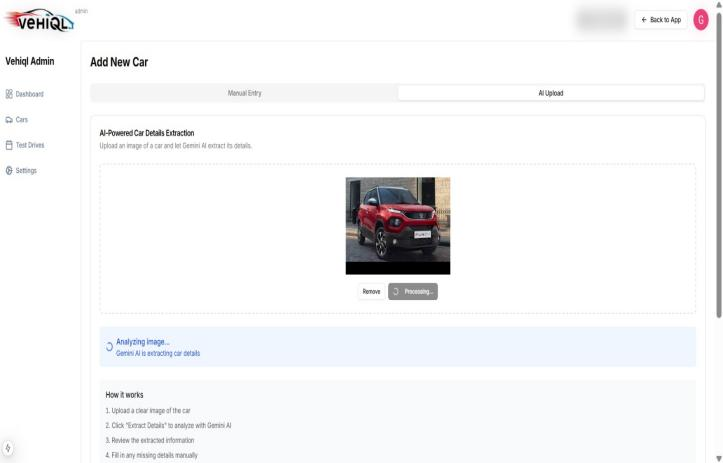 VEHIQL
admin
← Back to App
G
Vehiql Admin
Dashboard
Cars
Test Drives
Settings
Add New Car
Manual Entry
AI Upload
AI-Powered Car Details Extraction
Upload an image of a car and let Gemini AI extract its details.
PUNCH
Remove
Processing...
Analyzing image...
Gemini AI is extracting car details
How it works
1. Upload a clear image of the car
2. Click "Extract Details" to analyze with Gemini AI
3. Review the extracted information
4. Fill in any missing details manually